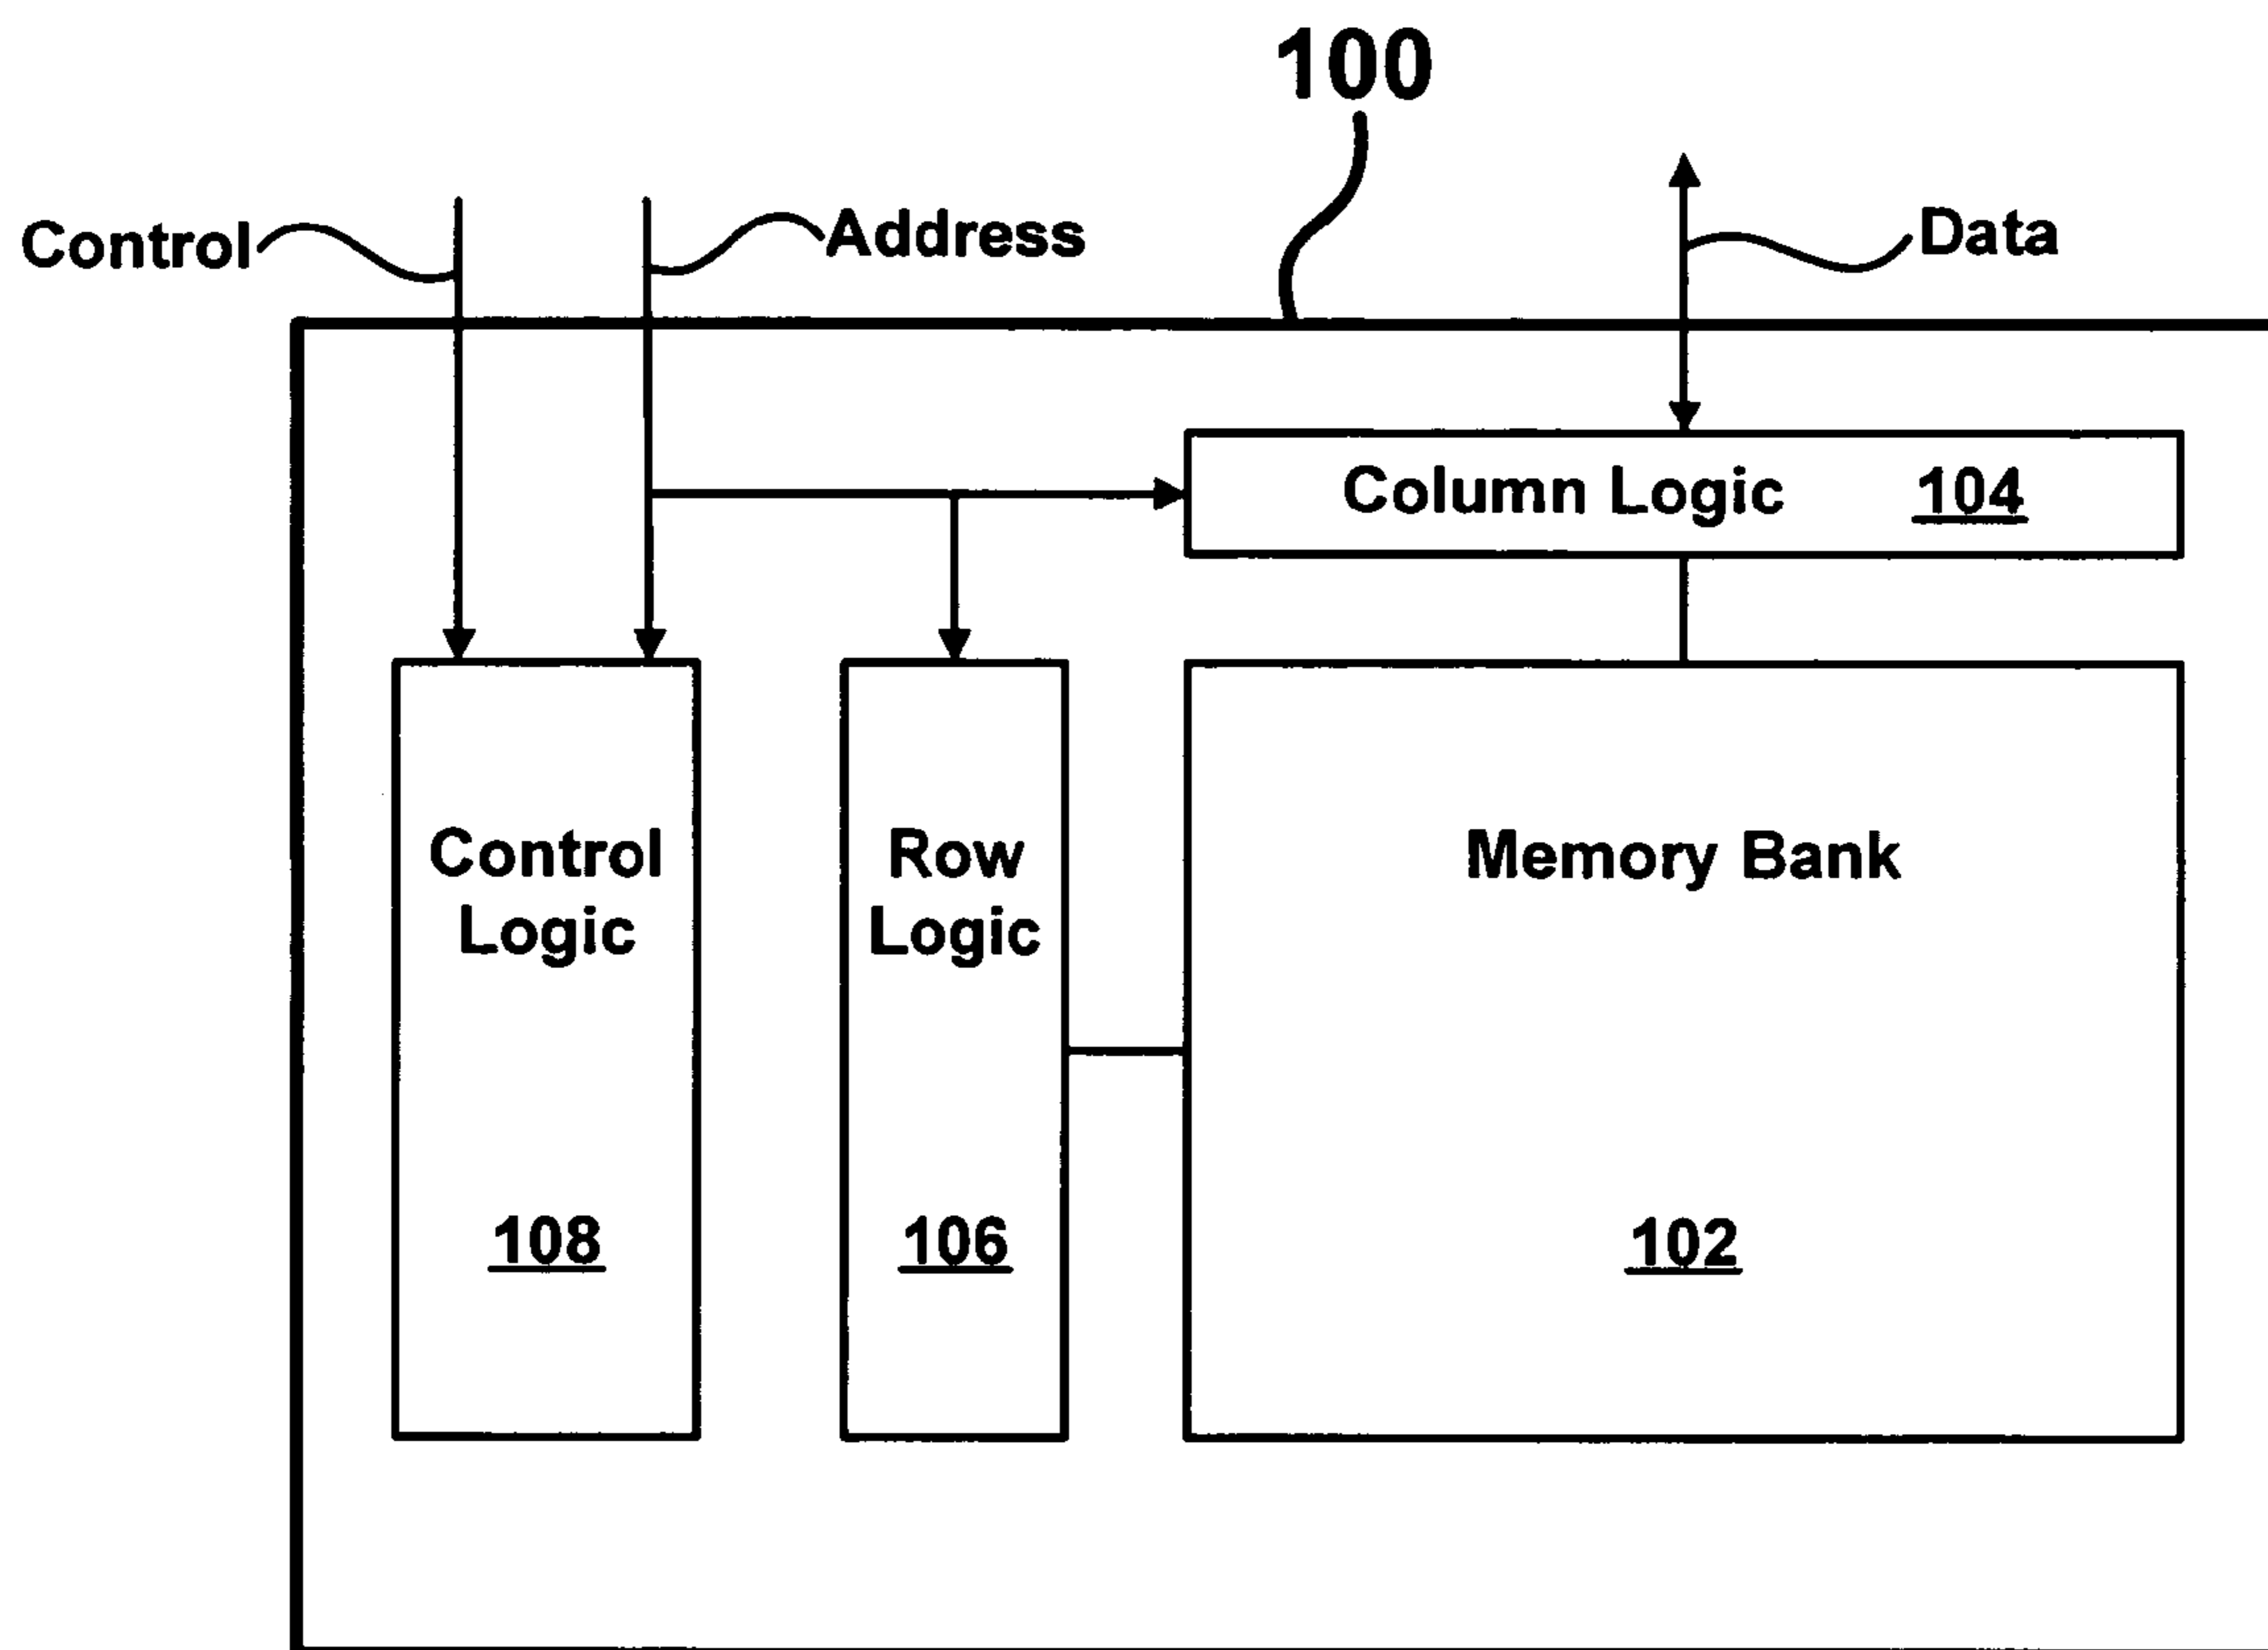 100
Control
Address
Data
Column Logic 104
Control
Logic
108
Row
Logic
106
Memory Bank
102